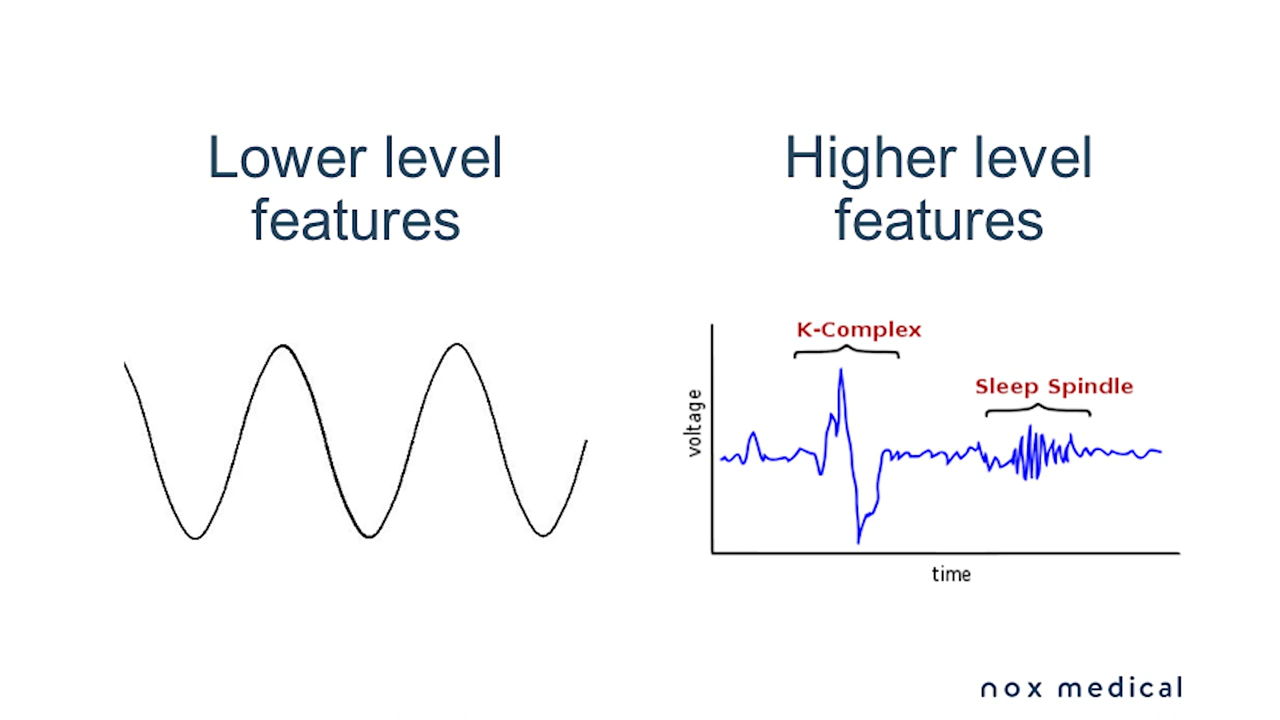 Lower level
features
Higher level
features
K-Complex
Sleep Spindle
voltage
time
nox medical